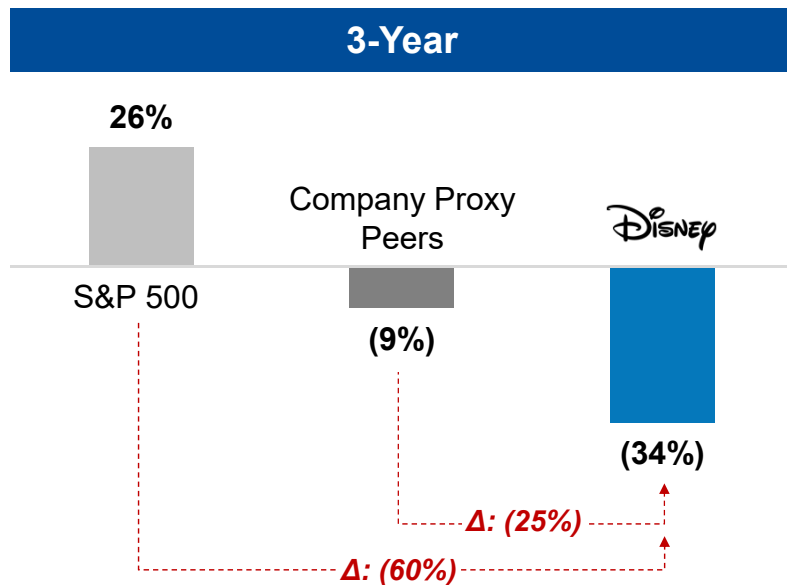 3-Year
26%
Company Proxy
Peers
Disney
S&P 500
(9%)
(34%)
Δ: (25%)
Δ: (60%)